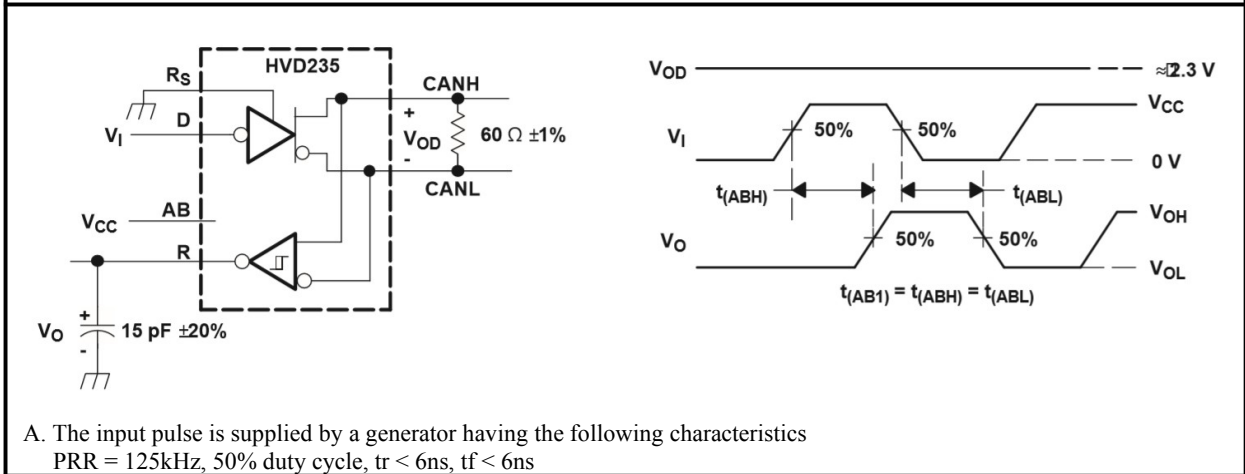 HVD235
RS
CANH
D
VI
+
VOD
-
60 Ω ±1%
CANL
AB
VCC
R
+
VO
15 pF ±20%
-
VOD
≈2.3 V
VCC
VI
50%
50%
0 V
t(ABH)
t(ABL)
VOH
VO
50%
50%
VOL
t(AB1) = t(ABH) = t(ABL)
A. The input pulse is supplied by a generator having the following characteristics
PRR = 125kHz, 50% duty cycle, tr < 6ns, tf < 6ns